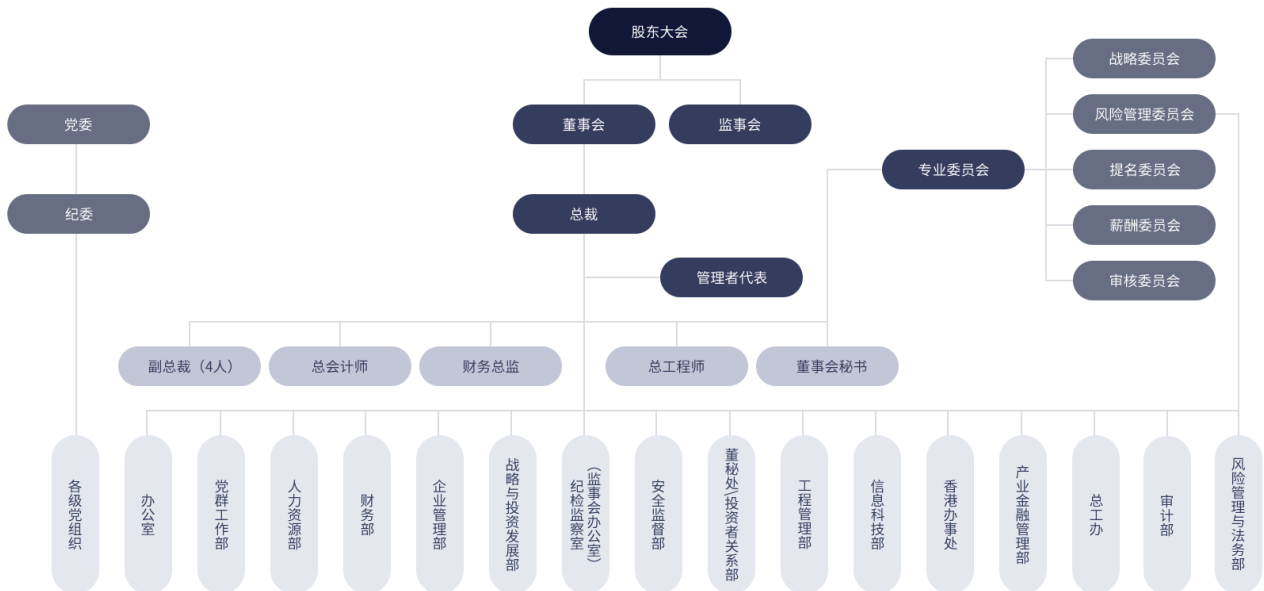 股东大会
战略委员会
党委
董事会
监事会
风险管理委员会
专业委员会
提名委员会
纪委
总裁
薪酬委员会
管理者代表
审核委员会
副总裁（4人）
总会计师
财务总监
总工程师
董事会秘书
各级党组织
办公室
党群工作部
人力资源部
财务部
企业管理部
战略与投资发展部
纪检监察室
（监事会办公室）
安全监督部
董秘处/投资者关系部
工程管理部
信息科技部
香港办事处
产业金融管理部
总工办
审计部
风险管理与法务部